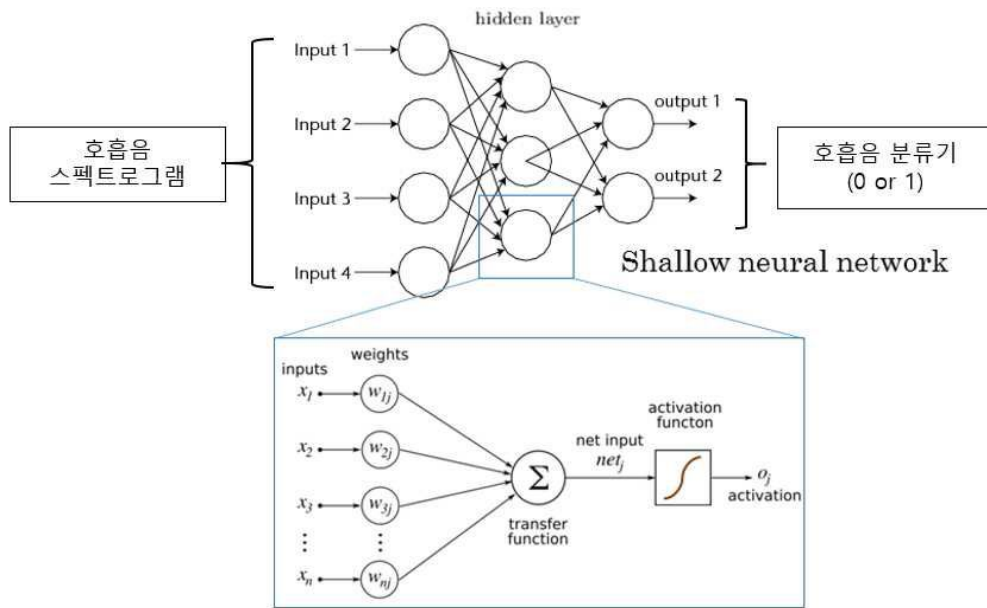 hidden layer
Input 1
Input 2
Input 3
Input 4
호흡음
스펙트로그램
output 1
output 2
호흡음 분류기
(0 or 1)
Shallow neural network
inputs
weights
x1
w1j
x2
w2j
x3
w3j
⋮
⋮
xn
wnj
Σ
transfer
function
net input
netj
activation
functon
oj
activation